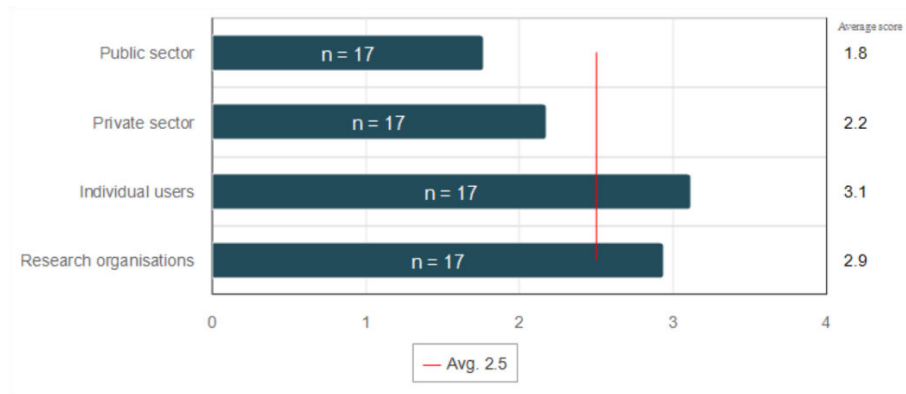 Average score
Public sector n = 17 1.8
Private sector n = 17 2.2
Individual users n = 17 3.1
Research organisations n = 17 2.9
0 1 2 3 4
Avg. 2.5